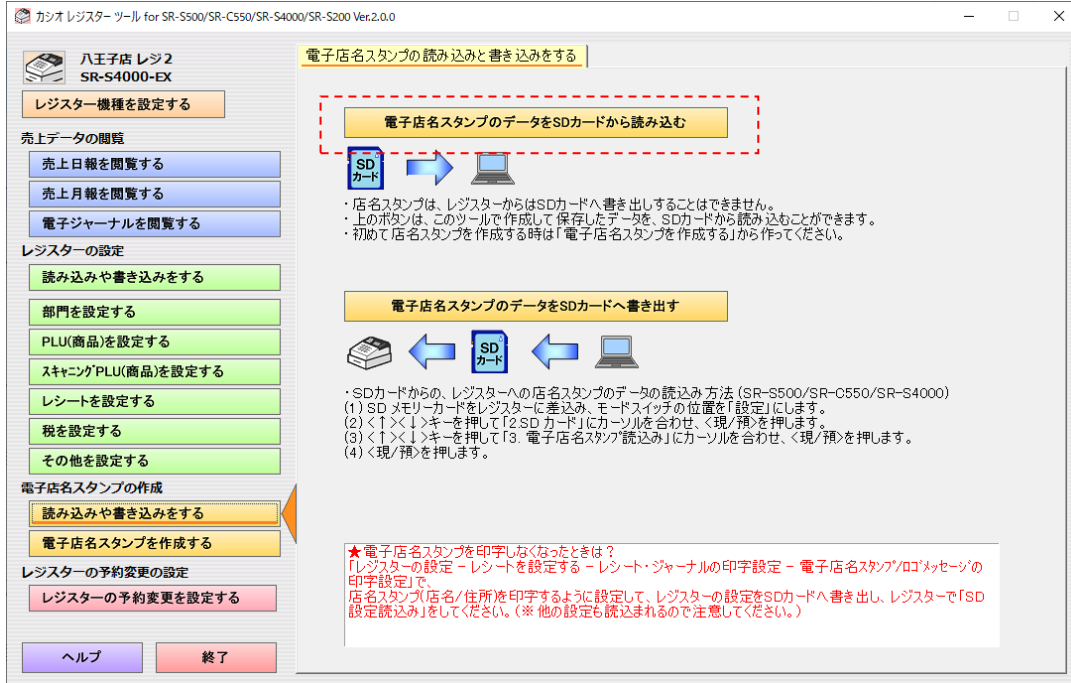 カシオ レジスター ツール for SR-S500/SR-C550/SR-S4000/SR-S200 Ver.2.0.0
八王子店 レジ2
SR-S4000-EX
レジスター機種を設定する
売上データの閲覧
売上日報を閲覧する
売上月報を閲覧する
電子ジャーナルを閲覧する
レジスターの設定
読み込みや書き込みをする
部門を設定する
PLU(商品)を設定する
スキャニングPLU(商品)を設定する
レシートを設定する
税を設定する
その他を設定する
電子店名スタンプの作成
読み込みや書き込みをする
電子店名スタンプを作成する
レジスターの予約変更の設定
レジスターの予約変更を設定する
ヘルプ
終了
電子店名スタンプの読み込みと書き込みをする
電子店名スタンプのデータをSDカードから読み込む
SD
カード
・店名スタンプは、レジスターからはSDカードへ書き出しすることはできません。
・上のボタンは、このツールで作成して保存したデータを、SDカードから読み込むことができます。
・初めて店名スタンプを作成する時は「電子店名スタンプを作成する」から作ってください。
電子店名スタンプのデータをSDカードへ書き出す
SD
カード
・SDカードからの、レジスターへの店名スタンプのデータの読込み方法(SR-S500/SR-C550/SR-S4000)
(1) SD メモリーカードをレジスターに差込み、モードスイッチの位置を「設定」にします。
(2) <↑><↓>キーを押して「2.SD カード」にカーソルを合わせ、<現/預>を押します。
(3) <↑><↓>キーを押して「3. 電子店名スタンプ読込み」にカーソルを合わせ、<現/預>を押します。
(4) <現/預>を押します。
★電子店名スタンプを印字しなくなったときは?
「レジスターの設定 - レシートを設定する - レシート・ジャーナルの印字設定 - 電子店名スタンプ/ロゴメッセージの
印字設定」で、
店名スタンプ(店名/住所)を印字するように設定して、レジスターの設定をSDカードへ書き出し、レジスターで「SD
設定読込み」をしてください。(※他の設定も読込まれるので注意してください。)